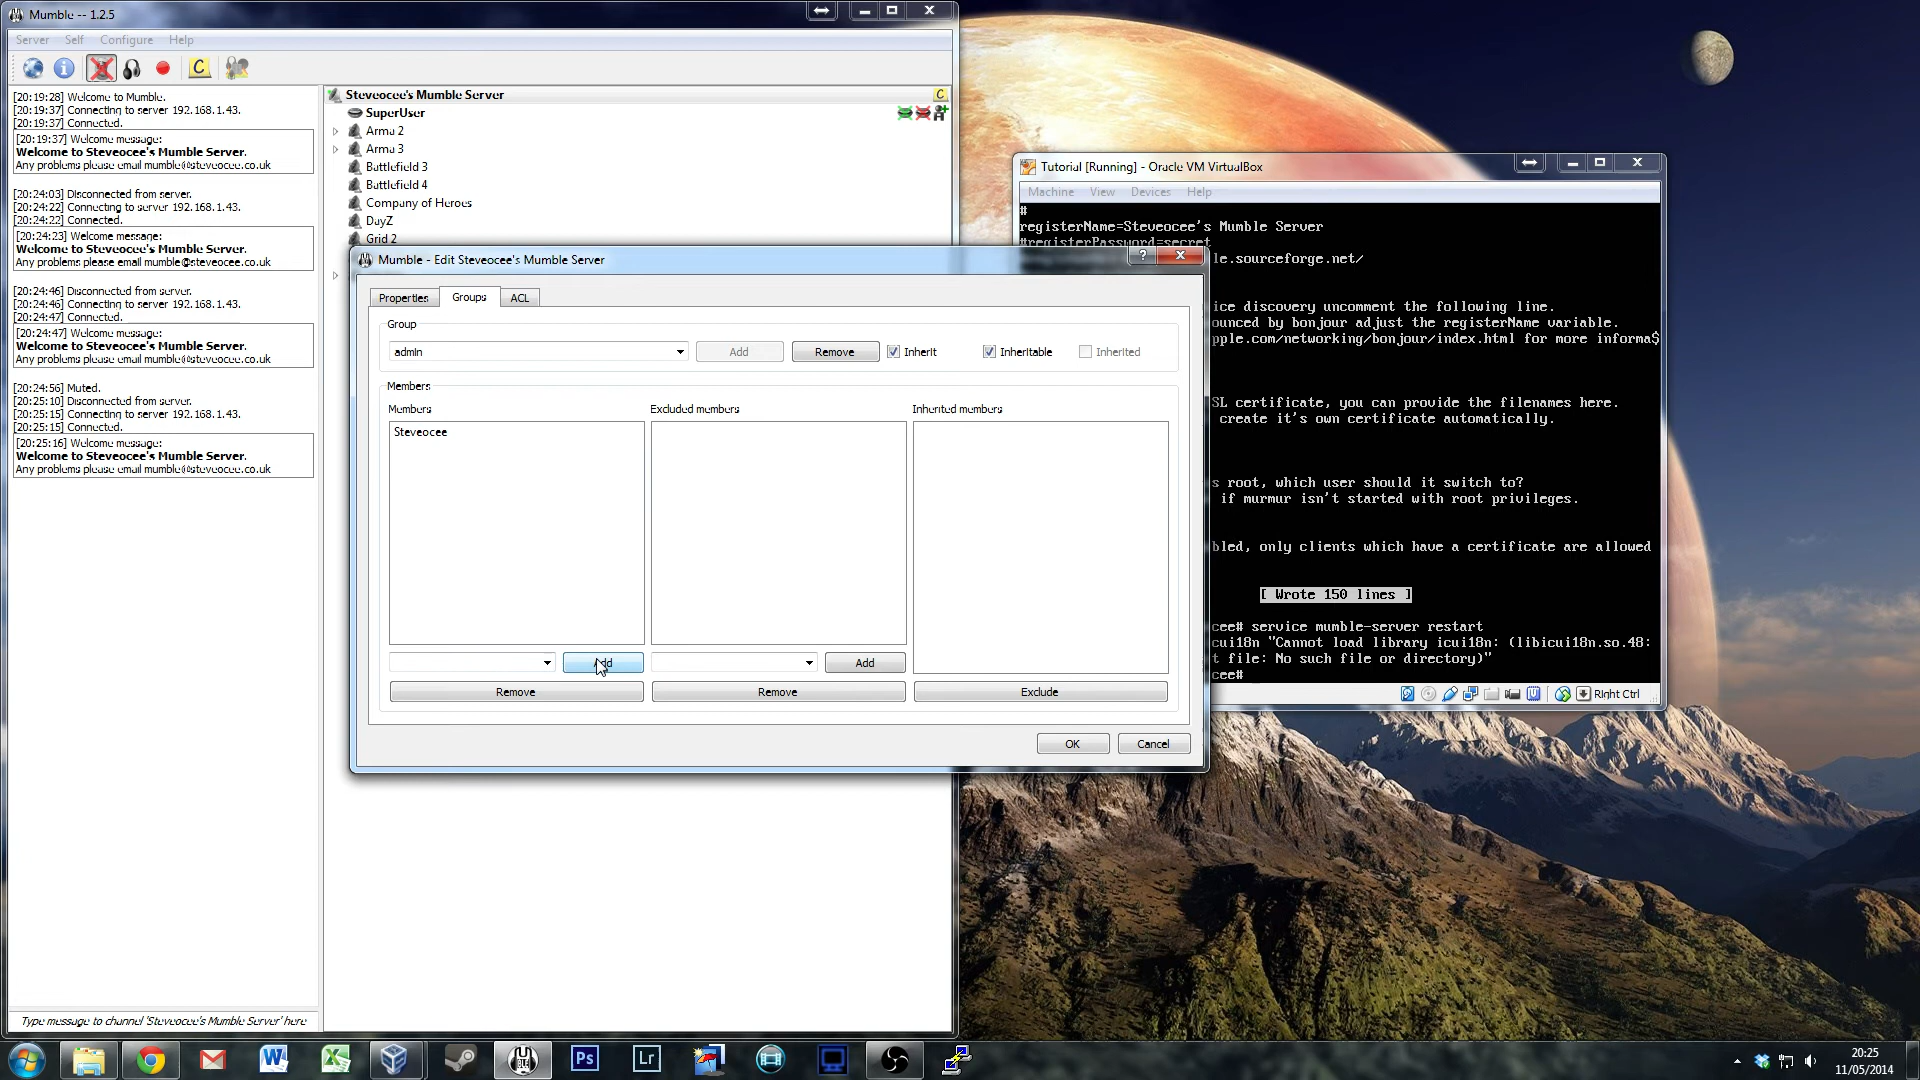 Mumble -- 1.2.5
Server Self Configure Help
[20:19:28] Welcome to Mumble.
[20:19:37] Connecting to server 192.168.1.43.
[20:19:37] Connected.
[20:19:37] Welcome message:
Welcome to Steveocee's Mumble Server.
Any problems please email mumble@steveocee.co.uk
[20:24:03] Disconnected from server.
[20:24:22] Connecting to server 192.168.1.43.
[20:24:22] Connected.
[20:24:23] Welcome message:
Welcome to Steveocee's Mumble Server.
Any problems please email mumble@steveocee.co.uk
[20:24:46] Disconnected from server.
[20:24:46] Connecting to server 192.168.1.43.
[20:24:47] Connected.
[20:24:47] Welcome message:
Welcome to Steveocee's Mumble Server.
Any problems please email mumble@steveocee.co.uk
[20:24:56] Muted.
[20:25:10] Disconnected from server.
[20:25:15] Connecting to server 192.168.1.43.
[20:25:15] Connected.
[20:25:16] Welcome message:
Welcome to Steveocee's Mumble Server.
Any problems please email mumble@steveocee.co.uk
Type message to channel 'Steveocee's Mumble Server' here
Steveocee's Mumble Server
SuperUser
Arma 2
Arma 3
Battlefield 3
Battlefield 4
Company of Heroes
DayZ
Grid 2
Mumble - Edit Steveocee's Mumble Server
Properties Groups ACL
Group
admin Add Remove Inherit Inheritable Inherited
Members
Members Excluded members Inherited members
Steveocee
Add Add
Remove Remove Exclude
OK Cancel
Tutorial [Running] - Oracle VM VirtualBox
Machine View Devices Help
#
registerName=Steveocee's Mumble Server
#registerPassword=secret
le.sourceforge.net/
ice discovery uncomment the following line.
ounced by bonjour adjust the registerName variable.
pple.com/networking/bonjour/index.html for more informa$
SL certificate, you can provide the filenames here.
create it's own certificate automatically.
s root, which user should it switch to?
if murmur isn't started with root privileges.
bled, only clients which have a certificate are allowed
[ Wrote 150 lines ]
cee# service mumble-server restart
cui18n "Cannot load library icui18n: (libicui18n.so.48:
t file: No such file or directory)"
cee#
Right Ctrl
Ps
Lr
20:25
11/05/2014